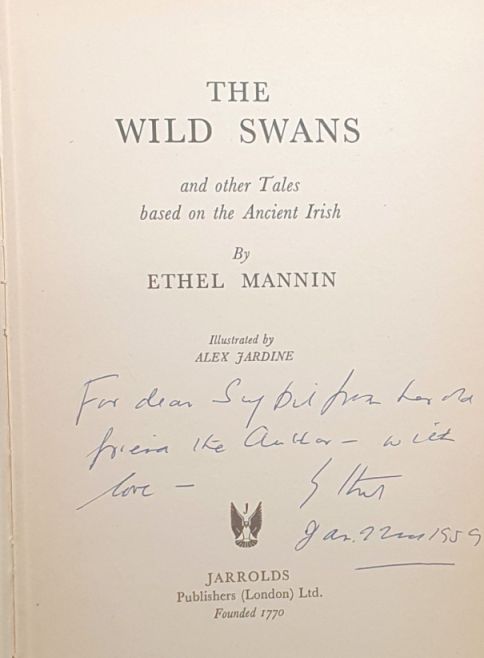 THE
WILD SWANS
and other Tales
based on the Ancient Irish
By
ETHEL MANNIN
Illustrated by
ALEX JARDINE
For dear Sybil from her old
friend the Author – with
love – Ethel
Jan. 22nd 1959
J
JARROLDS
Publishers (London) Ltd.
Founded 1770